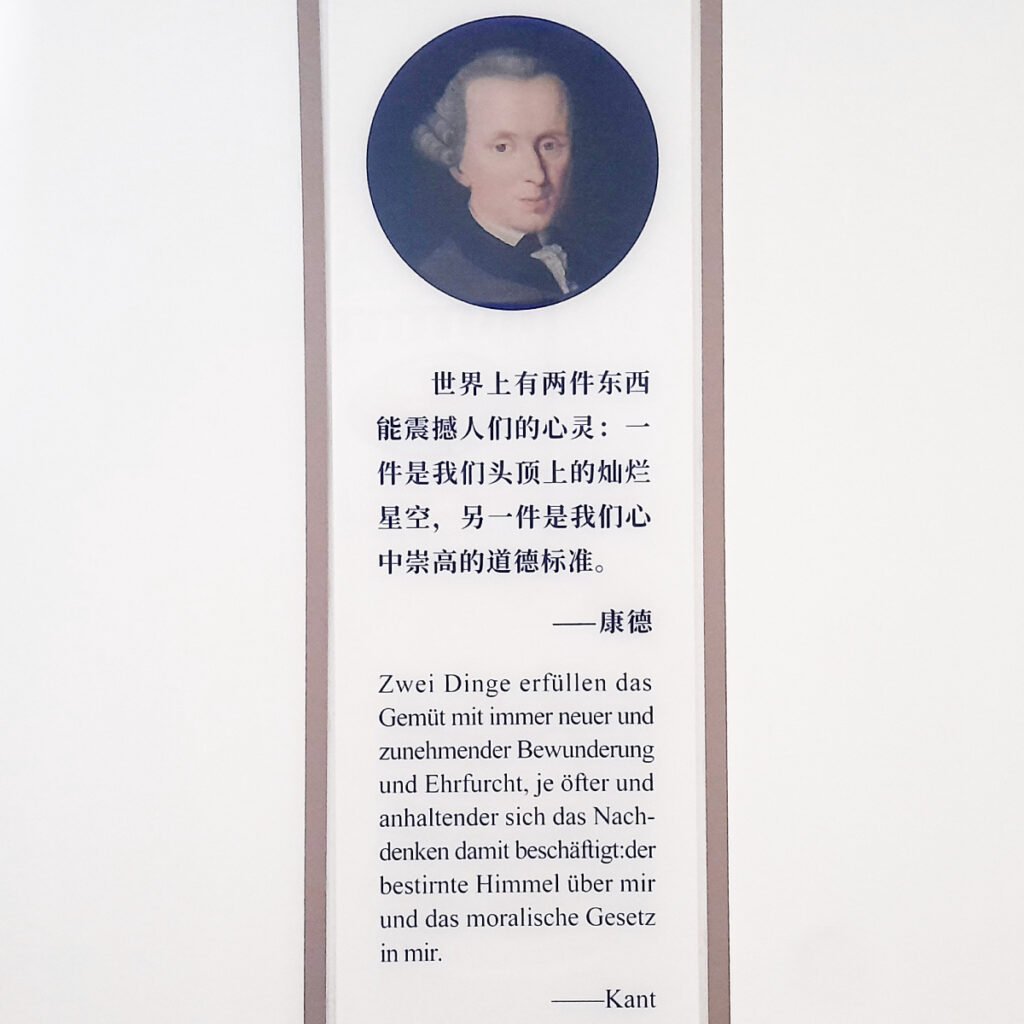 世界上有两件东西
能震撼人们的心灵：一
件是我们头顶上的灿烂
星空，另一件是我们心
中崇高的道德标准。
——康德
Zwei Dinge erfüllen das
Gemüt mit immer neuer und
zunehmender Bewunderung
und Ehrfurcht, je öfter und
anhaltender sich das Nach-
denken damit beschäftigt:der
bestirnte Himmel über mir
und das moralische Gesetz
in mir.
——Kant